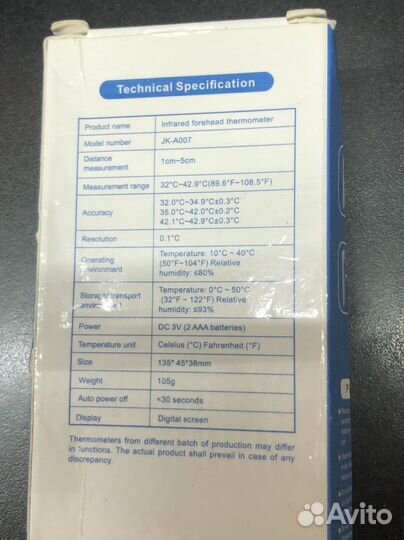 Technical Specification
Product name Infrared forehead thermometer
Model number JK-A007
Distance measurement 1cm~5cm
Measurement range 32°C~42.9°C(89.6°F~108.5°F)
Accuracy 32.0°C~34.9°C±0.3°C
35.0°C~42.0°C±0.2°C
42.1°C~42.9°C±0.3°C
Resolution 0.1°C
Operating environment Temperature: 10°C ~ 40°C
(50°F~104°F) Relative
humidity: ≤80%
Storage/transport Temperature: 0°C ~ 50°C
(32°F ~ 122°F) Relative
humidity: ≤93%
Power DC 3V (2 AAA batteries)
Temperature unit Celsius (°C) Fahrenheit (°F)
Size 135* 45*38mm
Weight 105g
Auto power off <30 seconds
Display Digital screen
Thermometers from different batch of production may differ
in functions. The actual product shall prevail in case of any
discrepancy.
Avito